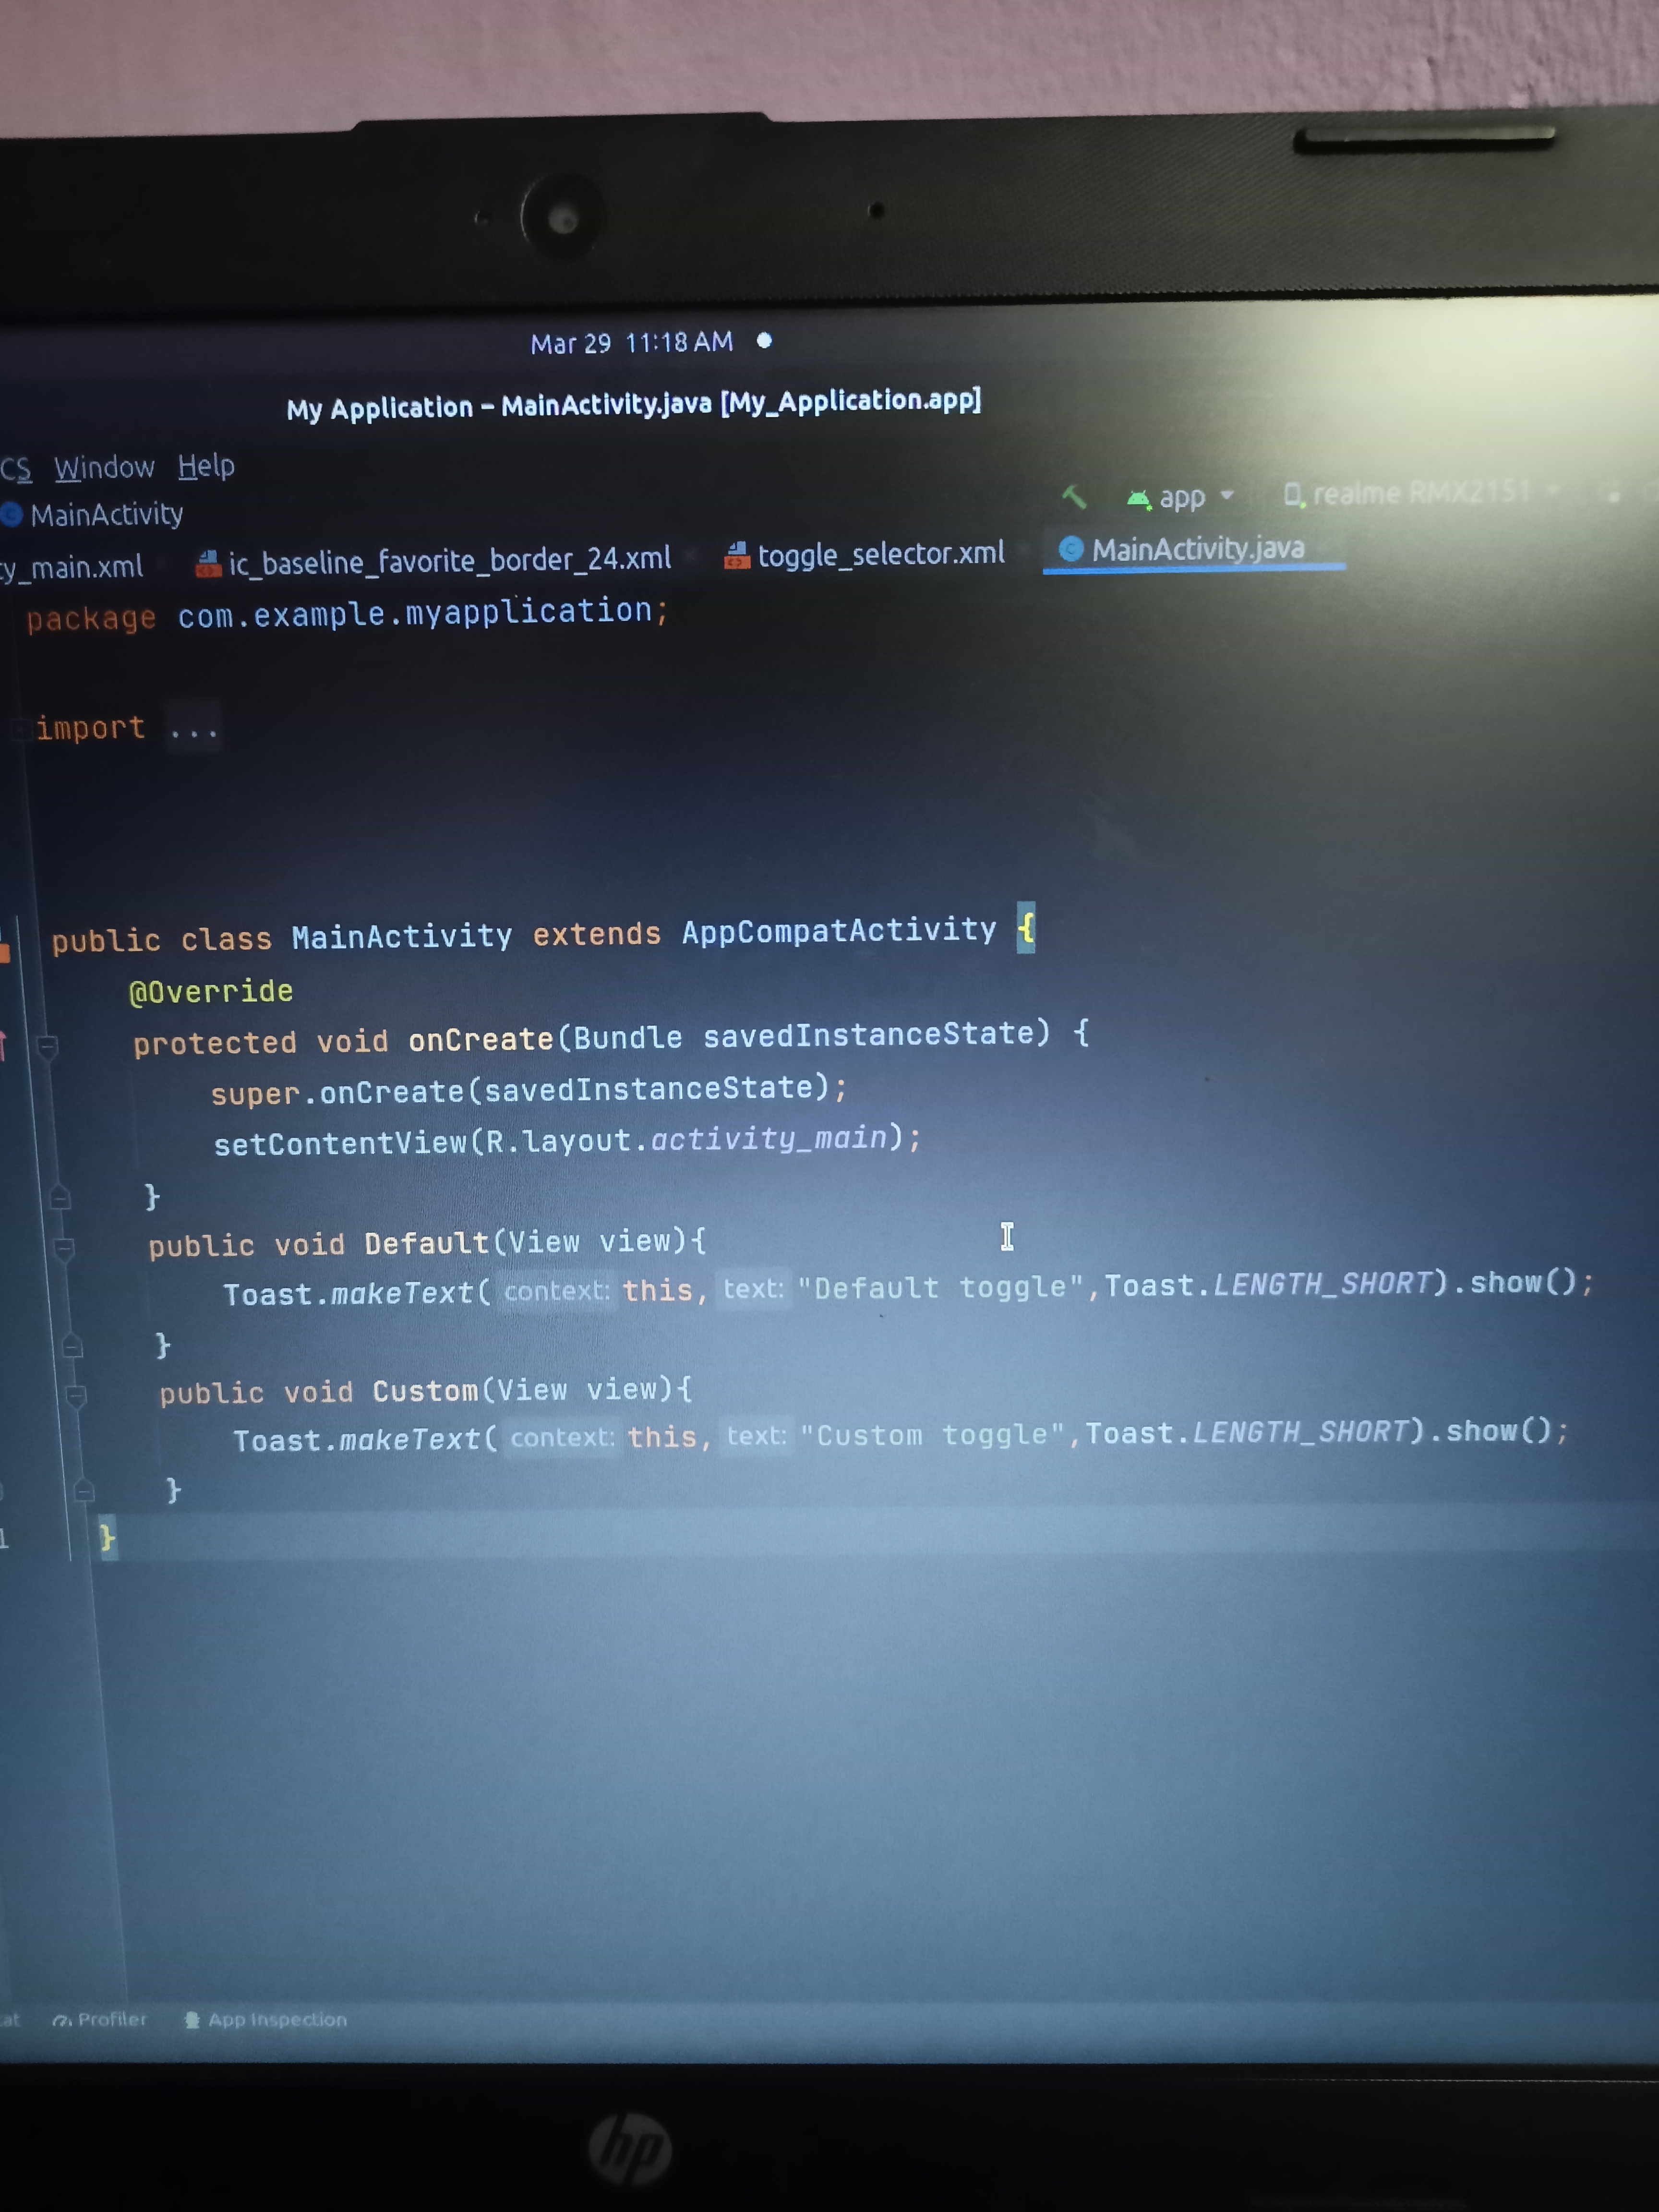 Mar 29 11:18 AM
My Application – MainActivity.java [My_Application.app]
CS Window Help
MainActivity
app
realme RMX2151
ty_main.xml
ic_baseline_favorite_border_24.xml
toggle_selector.xml
MainActivity.java
package com.example.myapplication;
import ...
public class MainActivity extends AppCompatActivity {
@Override
protected void onCreate(Bundle savedInstanceState) {
super.onCreate(savedInstanceState);
setContentView(R.layout.activity_main);
}
public void Default(View view){
Toast.makeText( context: this, text: "Default toggle",Toast.LENGTH_SHORT).show();
}
public void Custom(View view){
Toast.makeText( context: this, text: "Custom toggle",Toast.LENGTH_SHORT).show();
}
}
at Profiler App Inspection
hp